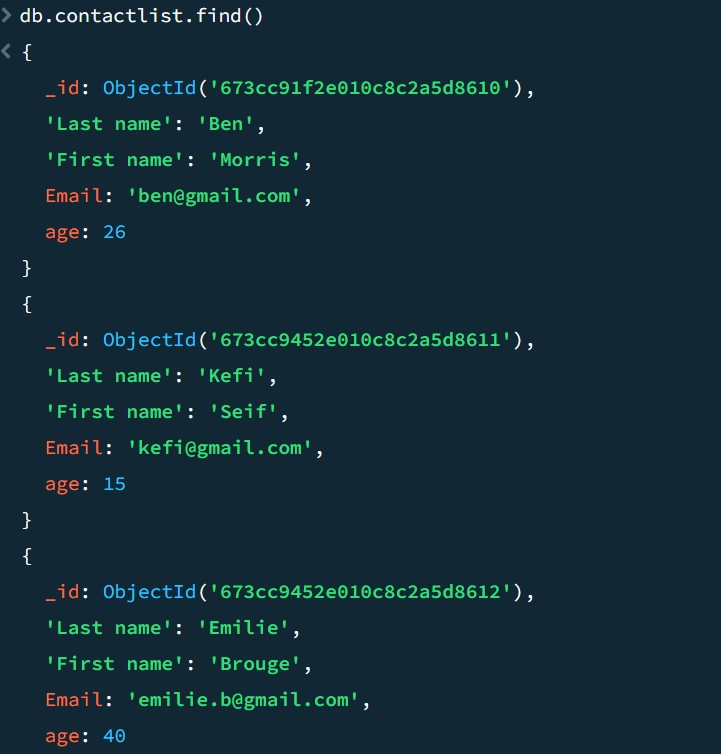 > db.contactlist.find()
< {
_id: ObjectId('673cc91f2e010c8c2a5d8610'),
'Last name': 'Ben',
'First name': 'Morris',
Email: 'ben@gmail.com',
age: 26
}
{
_id: ObjectId('673cc9452e010c8c2a5d8611'),
'Last name': 'Kefi',
'First name': 'Seif',
Email: 'kefi@gmail.com',
age: 15
}
{
_id: ObjectId('673cc9452e010c8c2a5d8612'),
'Last name': 'Emilie',
'First name': 'Brouge',
Email: 'emilie.b@gmail.com',
age: 40